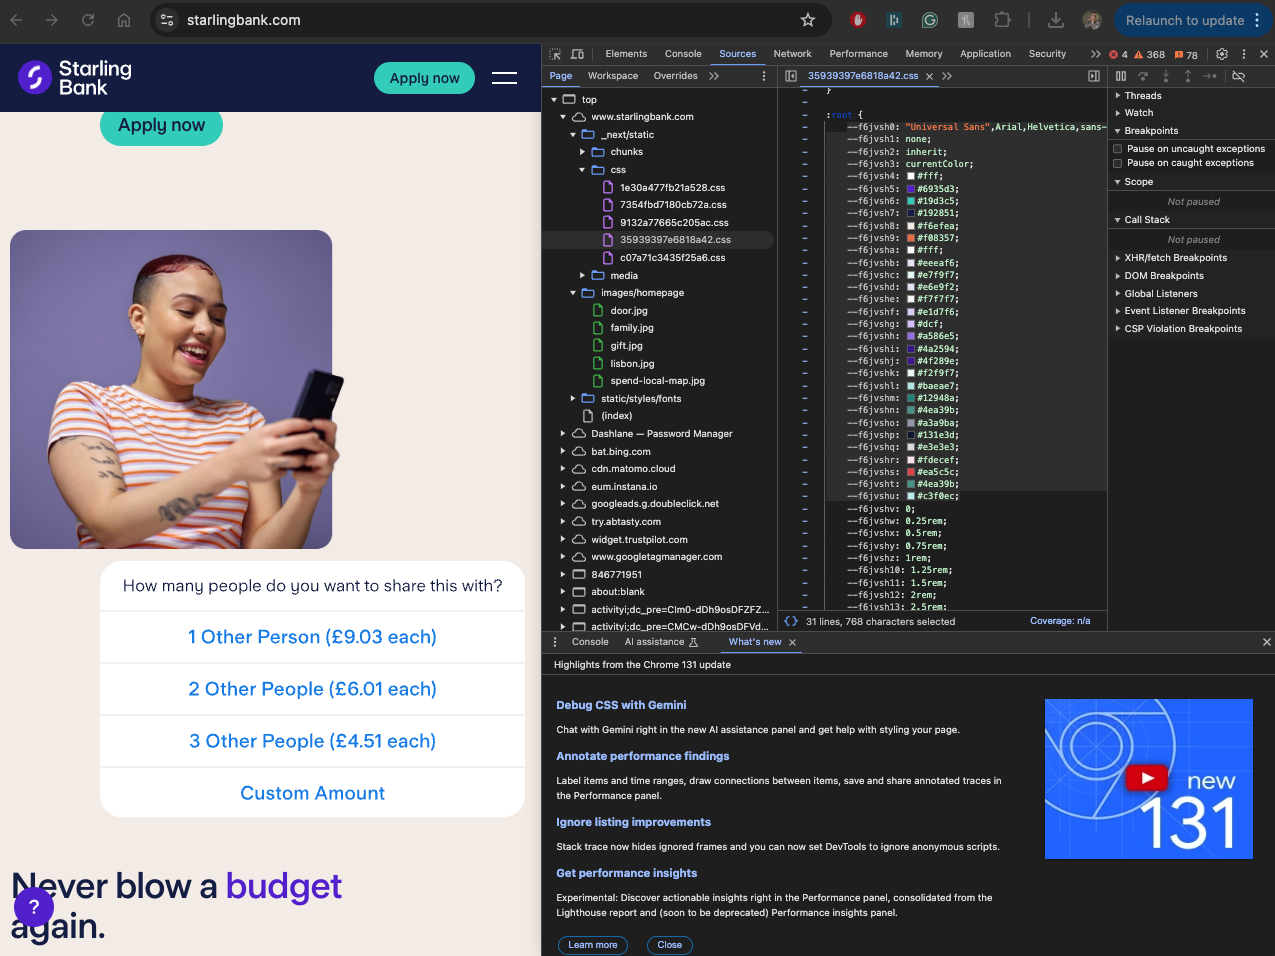 starlingbank.com
Relaunch to update
Starling
Bank
Apply now
Apply now
How many people do you want to share this with?
1 Other Person (£9.03 each)
2 Other People (£6.01 each)
3 Other People (£4.51 each)
Custom Amount
Never blow a budget
again.
?
Elements Console Sources Network Performance Memory Application Security 4 368 78
Page Workspace Overrides
top
www.starlingbank.com
_next/static
chunks
css
1e30a477fb21a528.css
7354fbd7180cb72a.css
9132a77665c205ac.css
35939397e6818a42.css
c07a71c3435f25a6.css
media
images/homepage
door.jpg
family.jpg
gift.jpg
lisbon.jpg
spend-local-map.jpg
static/styles/fonts
(index)
Dashlane — Password Manager
bat.bing.com
cdn.matomo.cloud
eum.instana.io
googleads.g.doubleclick.net
try.abtasty.com
widget.trustpilot.com
www.googletagmanager.com
846771951
about:blank
activityi;dc_pre=CIm0-dDh9osDFZFZ...
activityi;dc_pre=CMCw-dDh9osDFVd...
35939397e6818a42.css
}
:root {
--f6jvsh0: "Universal Sans",Arial,Helvetica,sans-
--f6jvsh1: none;
--f6jvsh2: inherit;
--f6jvsh3: currentColor;
--f6jvsh4: #fff;
--f6jvsh5: #6935d3;
--f6jvsh6: #19d3c5;
--f6jvsh7: #192851;
--f6jvsh8: #f6efea;
--f6jvsh9: #f08357;
--f6jvsha: #fff;
--f6jvshb: #eeeaf6;
--f6jvshc: #e7f9f7;
--f6jvshd: #e6e9f2;
--f6jvshe: #f7f7f7;
--f6jvshf: #e1d7f6;
--f6jvshg: #dcf;
--f6jvshh: #a586e5;
--f6jvshi: #4a2594;
--f6jvshj: #4f289e;
--f6jvshk: #f2f9f7;
--f6jvshl: #baeae7;
--f6jvshm: #12948a;
--f6jvshn: #4ea39b;
--f6jvsho: #a3a9ba;
--f6jvshp: #131e3d;
--f6jvshq: #e3e3e3;
--f6jvshr: #fdecef;
--f6jvshs: #ea5c5c;
--f6jvsht: #4ea39b;
--f6jvshu: #c3f0ec;
--f6jvshv: 0;
--f6jvshw: 0.25rem;
--f6jvshx: 0.5rem;
--f6jvshy: 0.75rem;
--f6jvshz: 1rem;
--f6jvsh10: 1.25rem;
--f6jvsh11: 1.5rem;
--f6jvsh12: 2rem;
--f6jvsh13: 2.5rem;
{} 31 lines, 768 characters selected Coverage: n/a
Threads
Watch
Breakpoints
Pause on uncaught exceptions
Pause on caught exceptions
Scope
Not paused
Call Stack
Not paused
XHR/fetch Breakpoints
DOM Breakpoints
Global Listeners
Event Listener Breakpoints
CSP Violation Breakpoints
Console AI assistance What's new
Highlights from the Chrome 131 update
Debug CSS with Gemini
Chat with Gemini right in the new AI assistance panel and get help with styling your page.
Annotate performance findings
Label items and time ranges, draw connections between items, save and share annotated traces in
the Performance panel.
Ignore listing improvements
Stack trace now hides ignored frames and you can now set DevTools to ignore anonymous scripts.
Get performance insights
Experimental: Discover actionable insights right in the Performance panel, consolidated from the
Lighthouse report and (soon to be deprecated) Performance insights panel.
Learn more Close
new
131